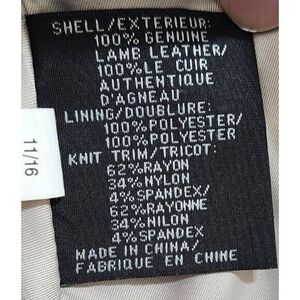 SHELL/EXTERIEUR:
100% GENUINE
LAMB LEATHER/
100%LE CUIR
AUTHENTIQUE
D'AGNEAU
LINING/DOUBLURE:
100%POLYESTER/
100%POLYESTER
KNIT TRIM/TRICOT:
62%RAYON
34%NYLON
4%SPANDEX/
62%RAYONNE
34%NILON
4%SPANDEX
MADE IN CHINA/
FABRIQUE EN CHINE
11/16